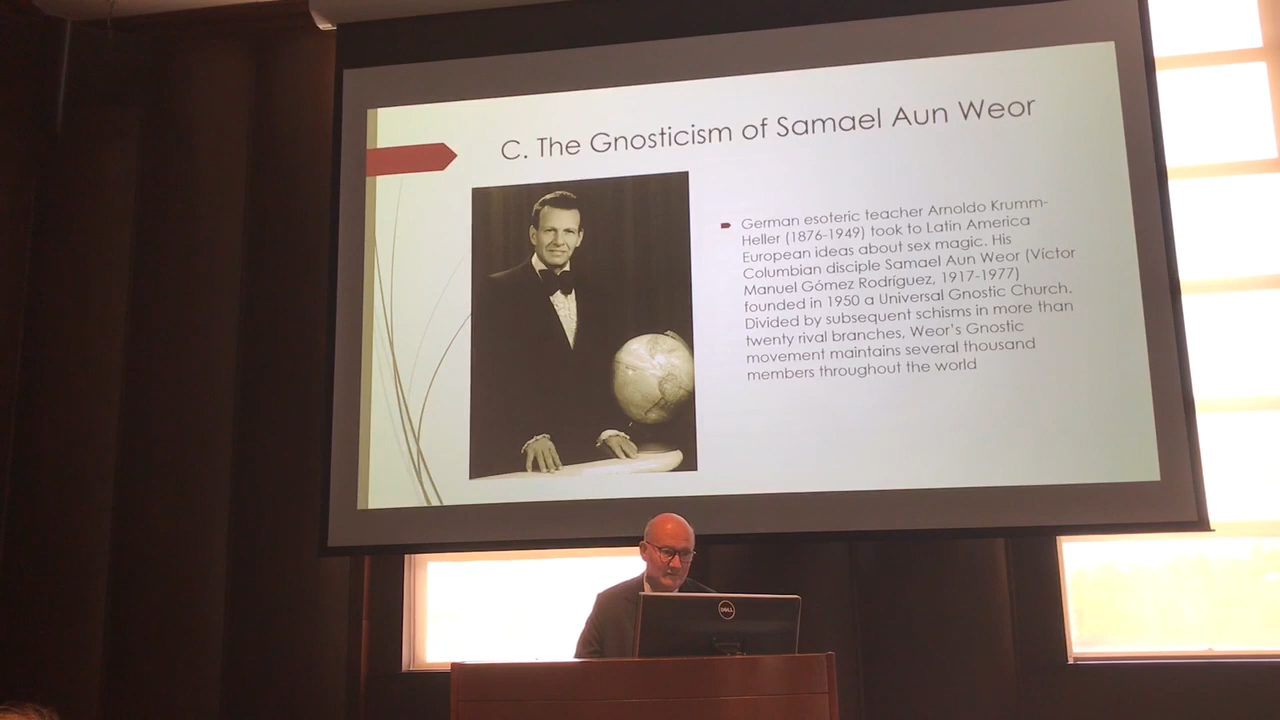 C. The Gnosticism of Samael Aun Weor
German esoteric teacher Arnoldo Krumm-
Heller (1876-1949) took to Latin America
European ideas about sex magic. His
Columbian disciple Samael Aun Weor (Víctor
Manuel Gómez Rodríguez, 1917-1977)
founded in 1950 a Universal Gnostic Church.
Divided by subsequent schisms in more than
twenty rival branches, Weor's Gnostic
movement maintains several thousand
members throughout the world
DELL